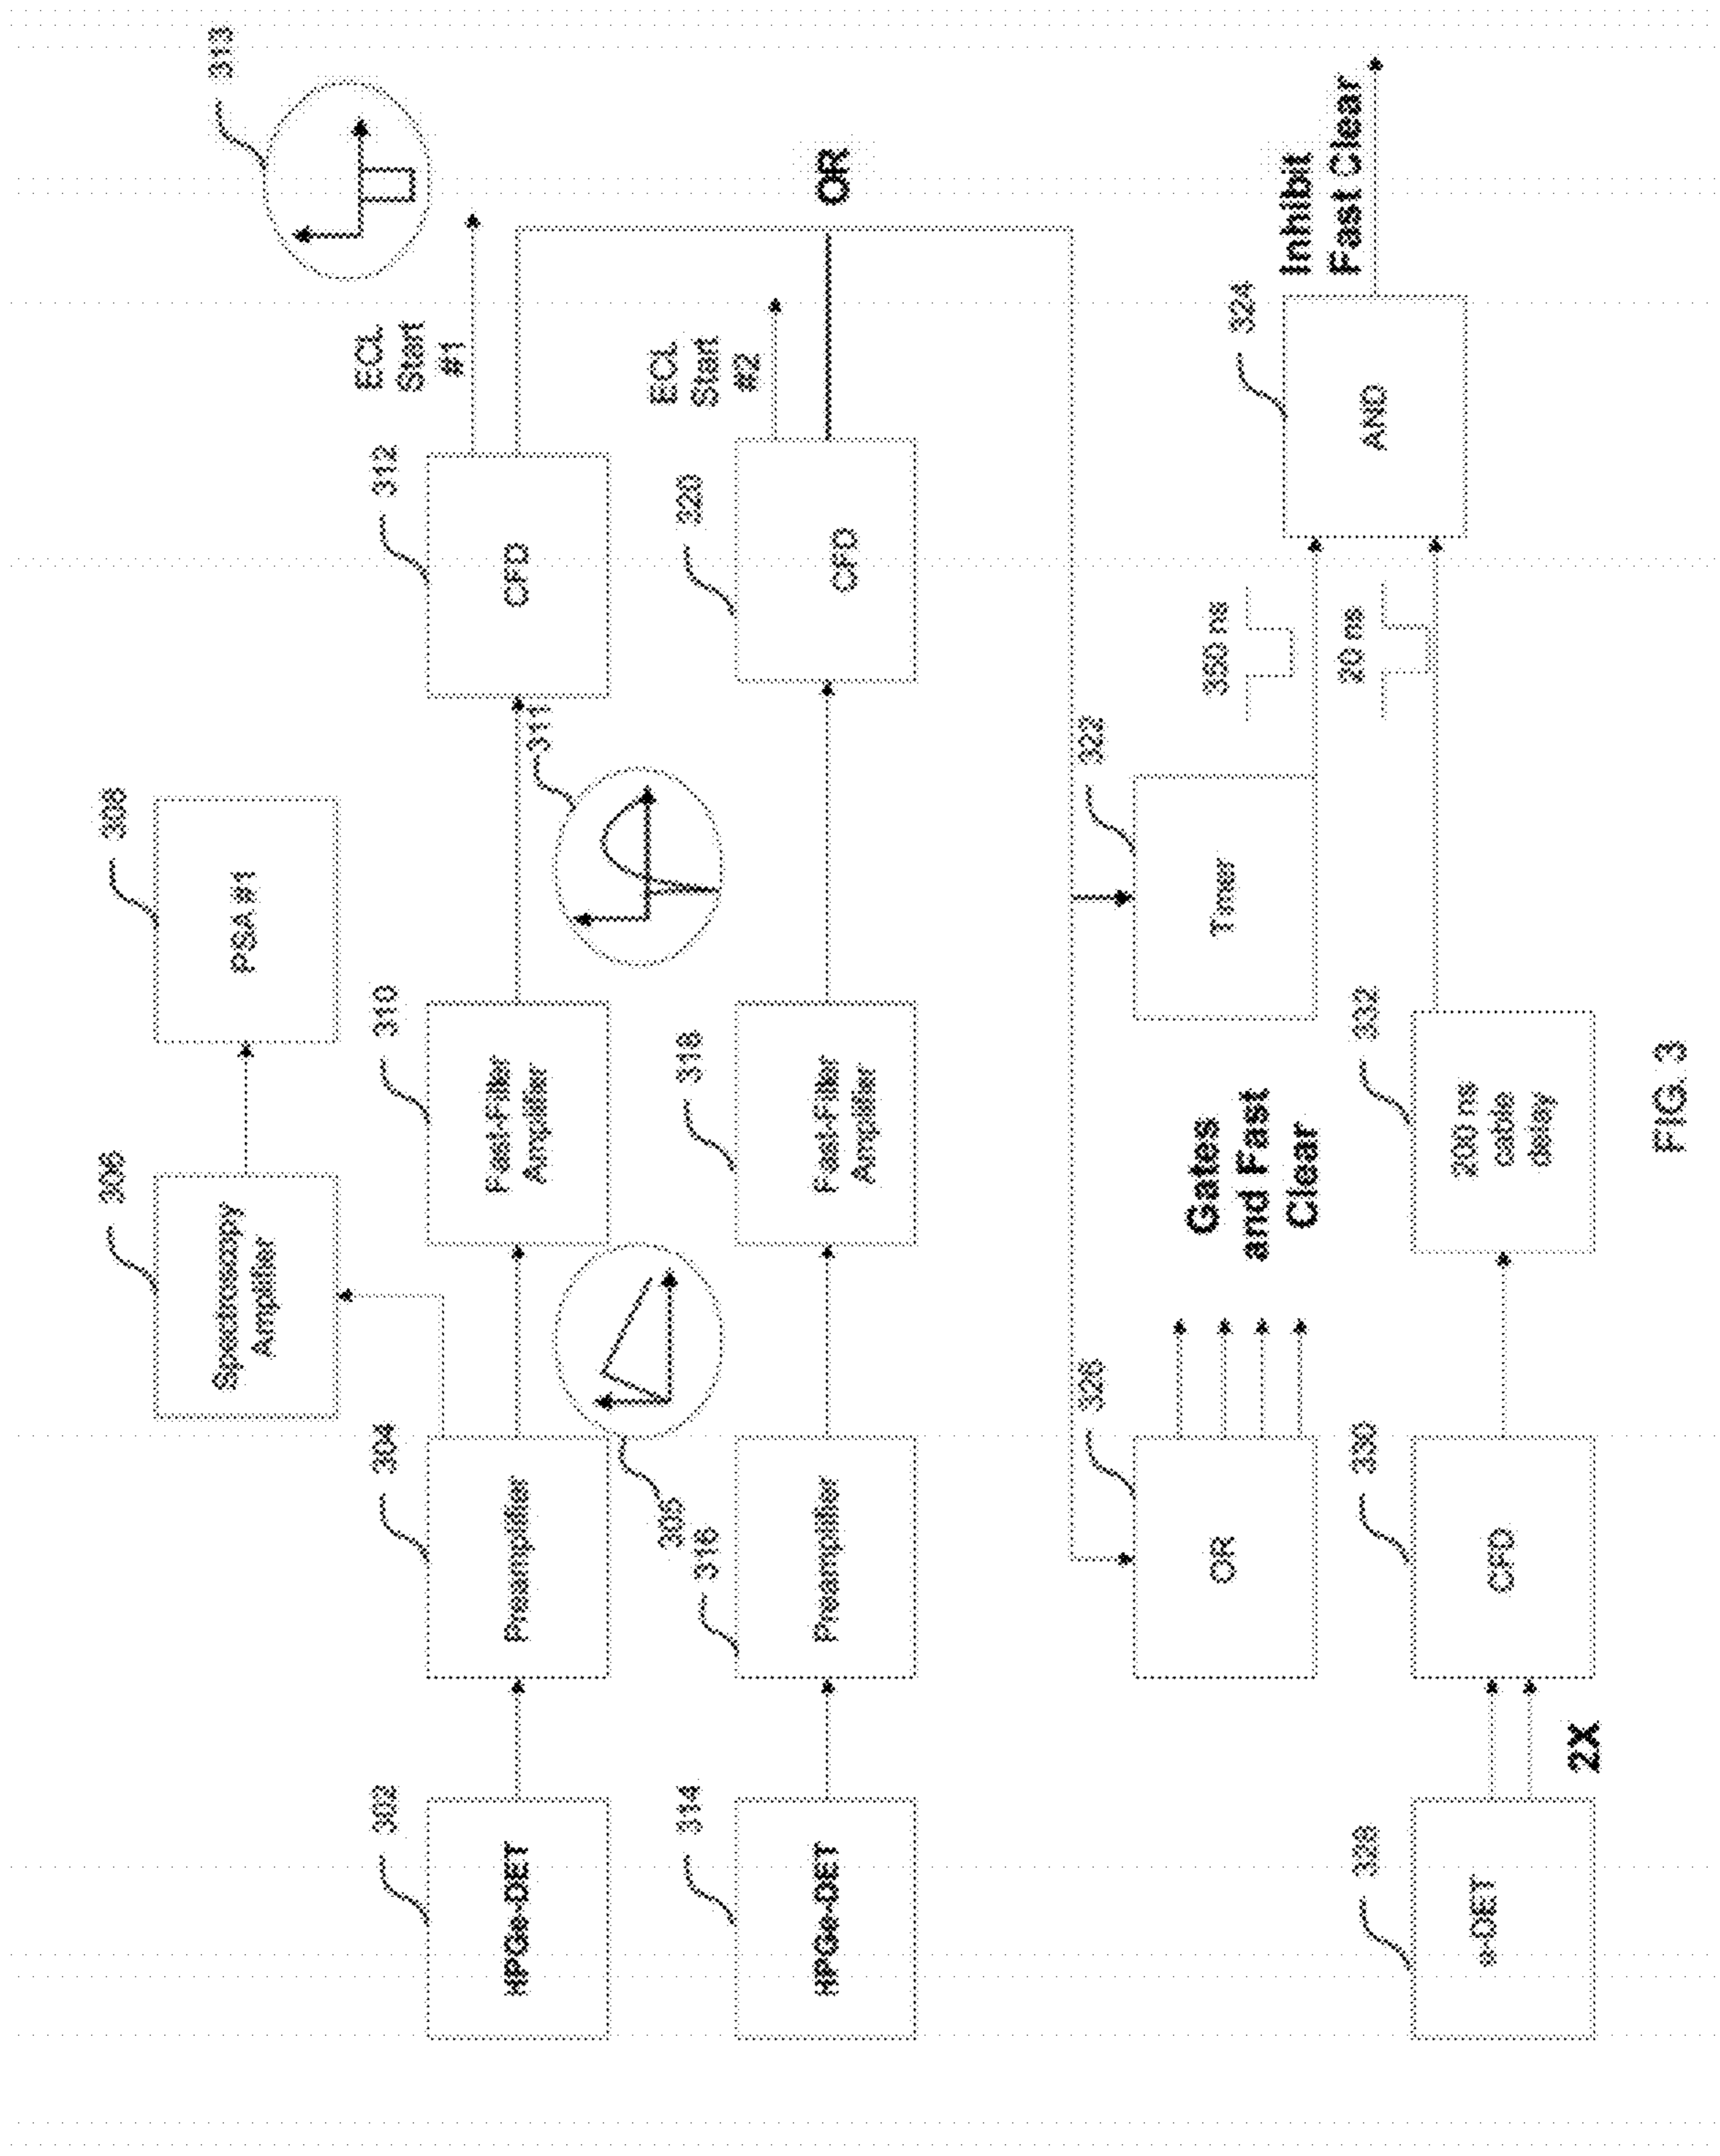 313
308
PSA #1
306
Spectroscopy
Amplifier
ECL
Start
#1
312
CFD
311
310
Fast-Filter
Amplifier
304
Preamplifier
305
302
HPGe-DET
OR
ECL
Start
#2
320
CFD
318
Fast-Filter
Amplifier
316
Preamplifier
314
HPGe-DET
Inhibit
Fast Clear
324
AND
350 ns
20 ns
322
Timer
Gates
and Fast
Clear
326
OR
332
200 ns
cable
delay
330
CFD
2X
328
e-DET
FIG. 3